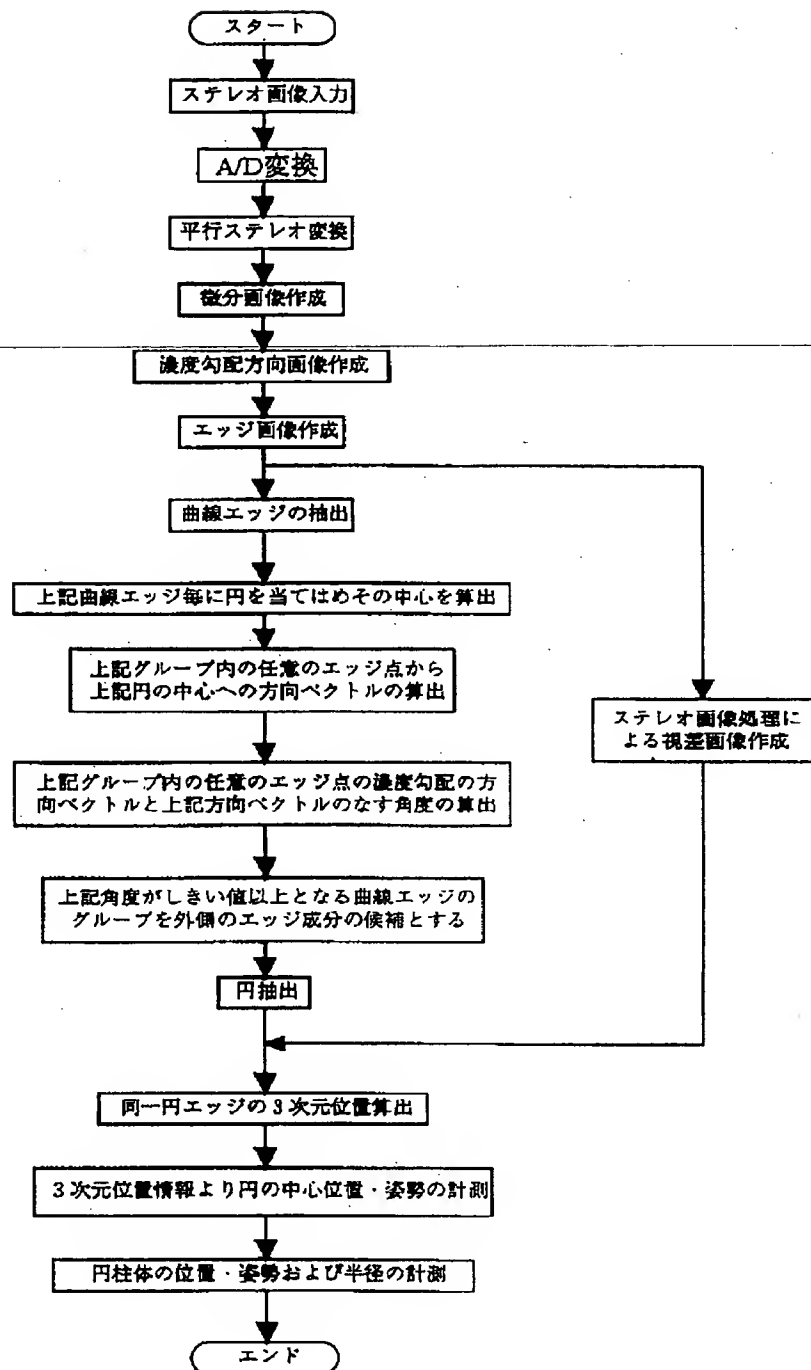 スタート
ステレオ画像入力
A/D変換
平行ステレオ変換
微分画像作成
濃度勾配方向画像作成
エッジ画像作成
曲線エッジの抽出
上記曲線エッジ毎に円を当てはめその中心を算出
上記グループ内の任意のエッジ点から
上記円の中心への方向ベクトルの算出
ステレオ画像処理に
よる視差画像作成
上記グループ内の任意のエッジ点の濃度勾配の方
向ベクトルと上記方向ベクトルのなす角度の算出
上記角度がしきい値以上となる曲線エッジの
グループを外側のエッジ成分の候補とする
円抽出
同一円エッジの3次元位置算出
3次元位置情報より円の中心位置・姿勢の計測
円柱体の位置・姿勢および半径の計測
エンド